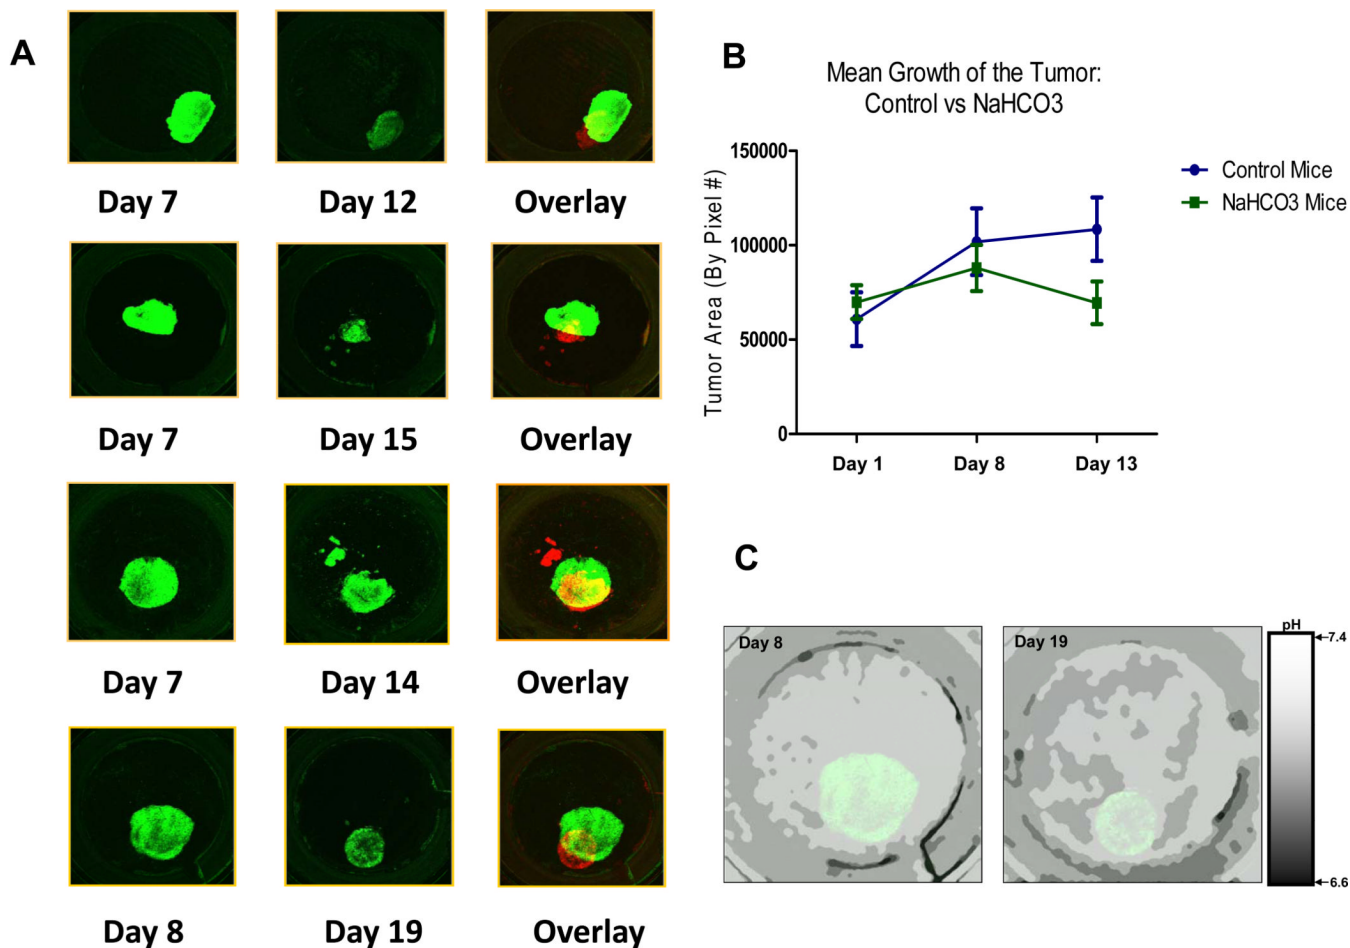 A
Day 7
Day 12
Overlay
Day 7
Day 15
Overlay
Day 7
Day 14
Overlay
Day 8
Day 19
Overlay
B
Mean Growth of the Tumor:
Control vs NaHCO3
Tumor Area (By Pixel #)
150000
100000
50000
0
Day 1
Day 8
Day 13
Control Mice
NaHCO3 Mice
C
Day 8
Day 19
pH
7.4
6.6